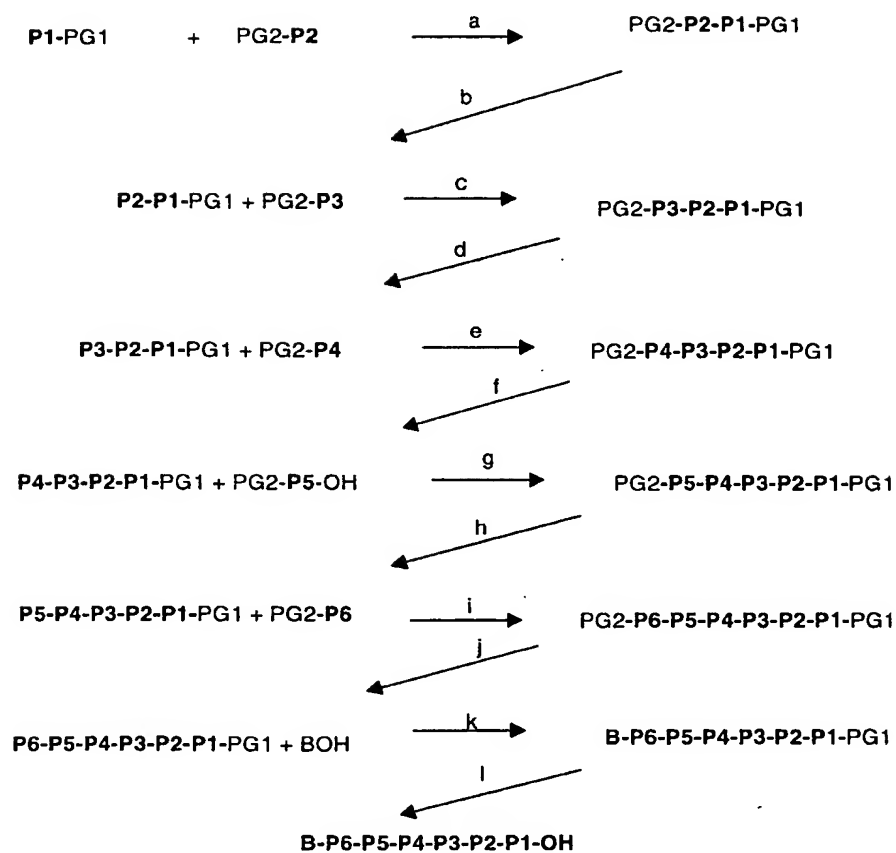 P1-PG1 + PG2-P2 a PG2-P2-P1-PG1
b
P2-P1-PG1 + PG2-P3 c PG2-P3-P2-P1-PG1
d
P3-P2-P1-PG1 + PG2-P4 e PG2-P4-P3-P2-P1-PG1
f
P4-P3-P2-P1-PG1 + PG2-P5-OH g PG2-P5-P4-P3-P2-P1-PG1
h
P5-P4-P3-P2-P1-PG1 + PG2-P6 i PG2-P6-P5-P4-P3-P2-P1-PG1
j
P6-P5-P4-P3-P2-P1-PG1 + BOH k B-P6-P5-P4-P3-P2-P1-PG1
l
B-P6-P5-P4-P3-P2-P1-OH